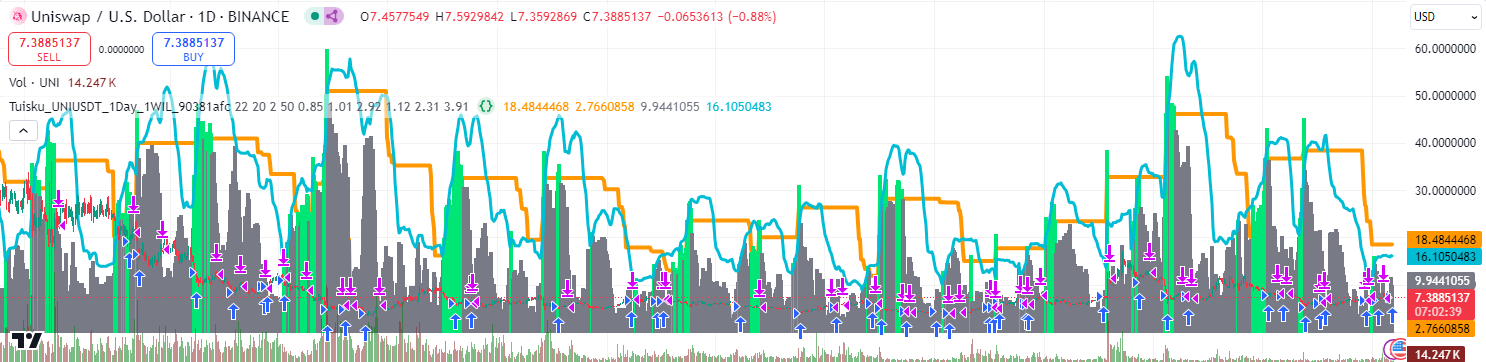 Uniswap / U.S. Dollar · 1D · BINANCE O7.4577549 H7.5929842 L7.3592869 C7.3885137 −0.0653613 (−0.88%)
USD
7.3885137
SELL
0.0000000
7.3885137
BUY
Vol · UNI 14.247 K
Tuisku_UNIUSDT_1Day_1WIL_90381afc 22 20 2 50 0.85 1.01 2.92 1.12 2.31 3.91 18.4844468 2.7660858 9.9441055 16.1050483
60.0000000
50.0000000
40.0000000
30.0000000
18.4844468
16.1050483
9.9441055
7.3885137
07:02:39
2.7660858
14.247 K